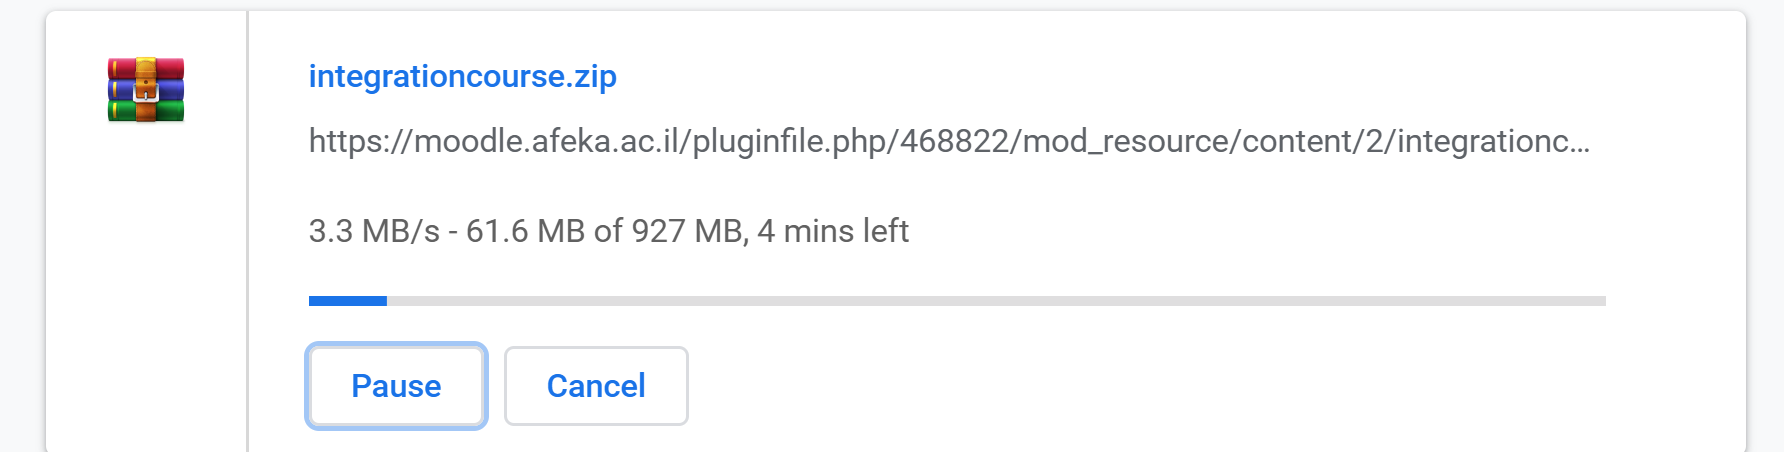 integrationcourse.zip
https://moodle.afeka.ac.il/pluginfile.php/468822/mod_resource/content/2/integrationc...
3.3 MB/s - 61.6 MB of 927 MB, 4 mins left
Pause Cancel